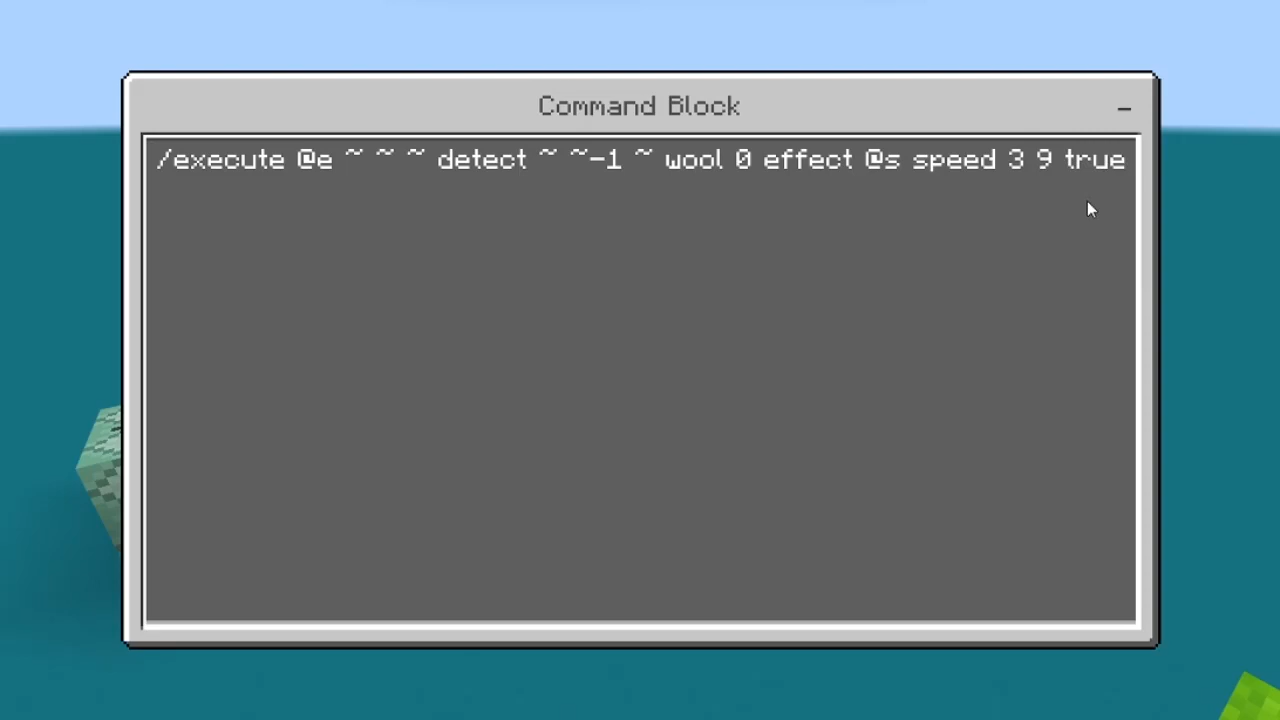 Command Block
/execute @e ~ ~ ~ detect ~ ~-1 ~ wool 0 effect @s speed 3 9 true